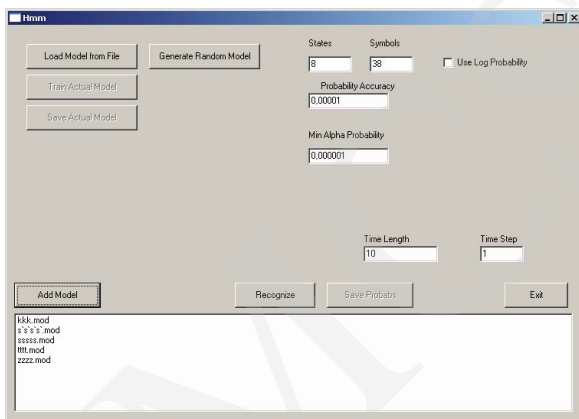 Hmm
States Symbols
Load Model from File Generate Random Model 8 38 Use Log Probability
Train Actual Model Probability Accuracy
0,00001
Save Actual Model
Min Alpha Probability
0,000001
Time Length Time Step
10 1
Add Model Recognize Save Probabs Exit
kkk.mod
s`s`s`s`.mod
sssss.mod
tttt.mod
zzzz.mod